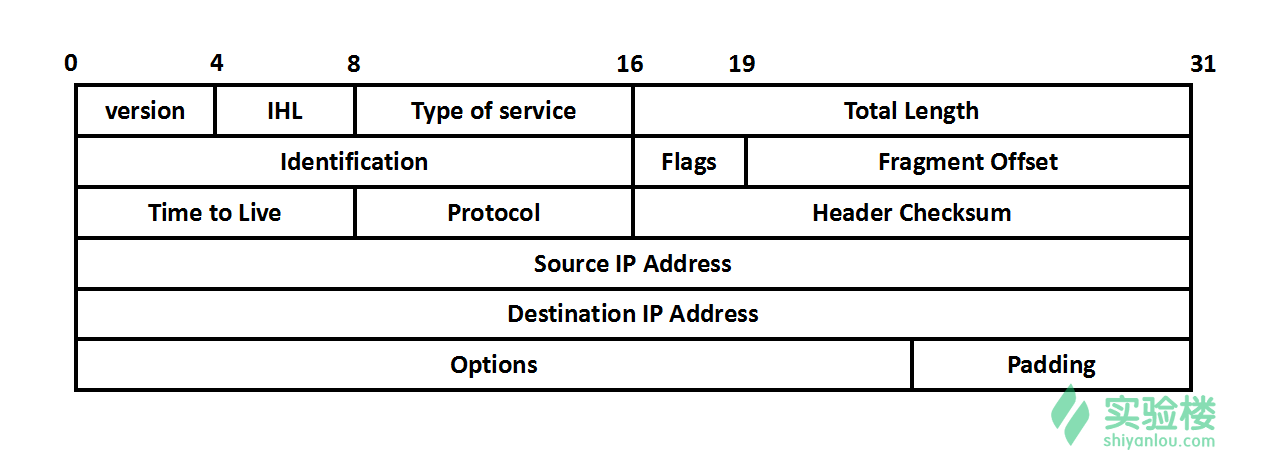 0 4 8 16 19 31
version IHL Type of service Total Length
Identification Flags Fragment Offset
Time to Live Protocol Header Checksum
Source IP Address
Destination IP Address
Options Padding
实验楼
shiyanlou.com